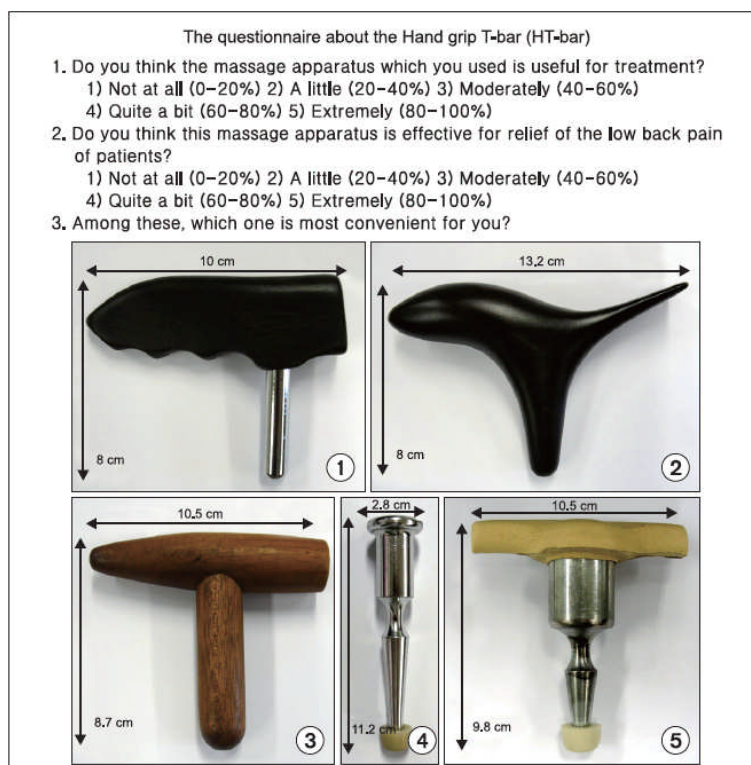 The questionnaire about the Hand grip T-bar (HT-bar)
1. Do you think the massage apparatus which you used is useful for treatment?
1) Not at all (0-20%) 2) A little (20-40%) 3) Moderately (40-60%)
4) Quite a bit (60-80%) 5) Extremely (80-100%)
2. Do you think this massage apparatus is effective for relief of the low back pain
of patients?
1) Not at all (0-20%) 2) A little (20-40%) 3) Moderately (40-60%)
4) Quite a bit (60-80%) 5) Extremely (80-100%)
3. Among these, which one is most convenient for you?
10 cm
8 cm
1
13.2 cm
8 cm
2
10.5 cm
8.7 cm
3
2.8 cm
11.2 cm
4
10.5 cm
9.8 cm
5